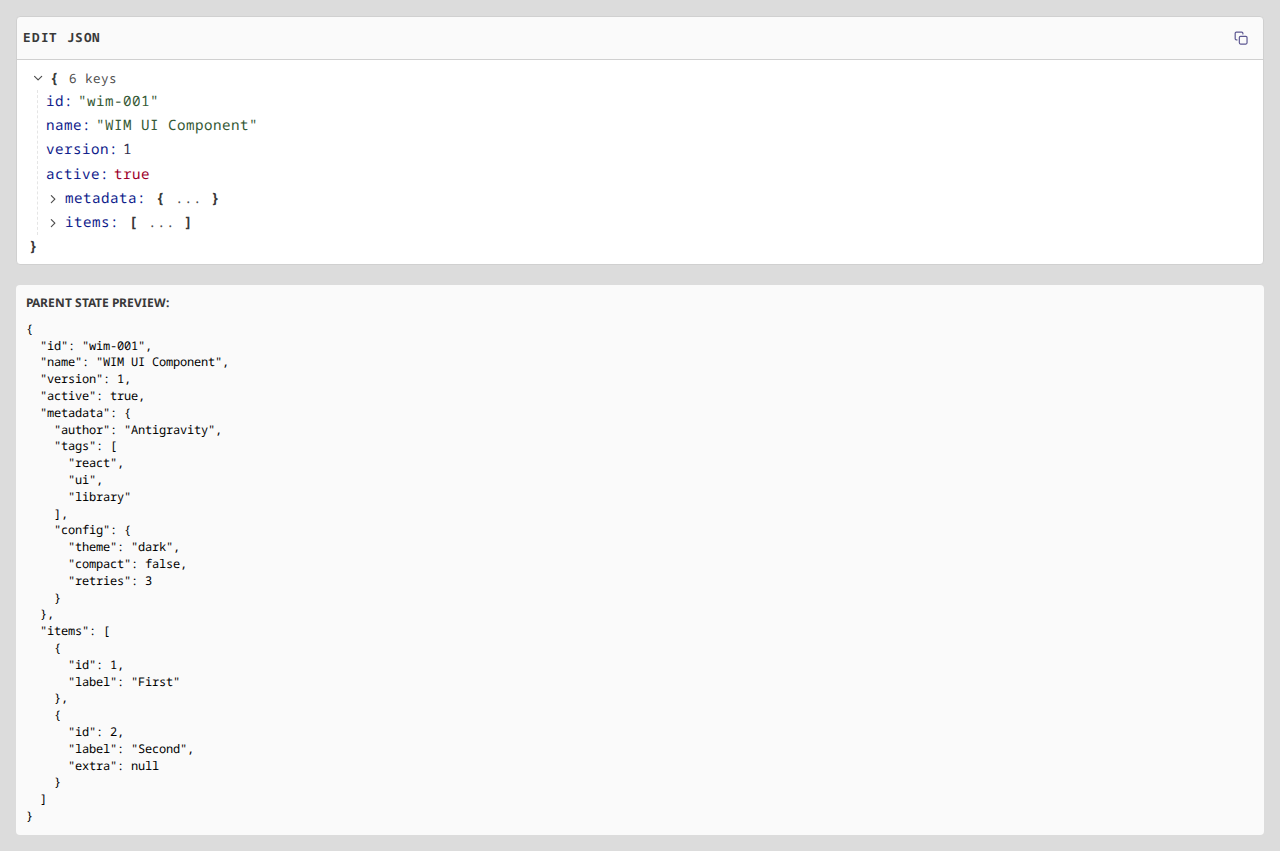 EDIT JSON
{ 6 keys
id: "wim-001"
name: "WIM UI Component"
version: 1
active: true
metadata: { ... }
items: [ ... ]
}
PARENT STATE PREVIEW:
{
  "id": "wim-001",
  "name": "WIM UI Component",
  "version": 1,
  "active": true,
  "metadata": {
    "author": "Antigravity",
    "tags": [
      "react",
      "ui",
      "library"
    ],
    "config": {
      "theme": "dark",
      "compact": false,
      "retries": 3
    }
  },
  "items": [
    {
      "id": 1,
      "label": "First"
    },
    {
      "id": 2,
      "label": "Second",
      "extra": null
    }
  ]
}